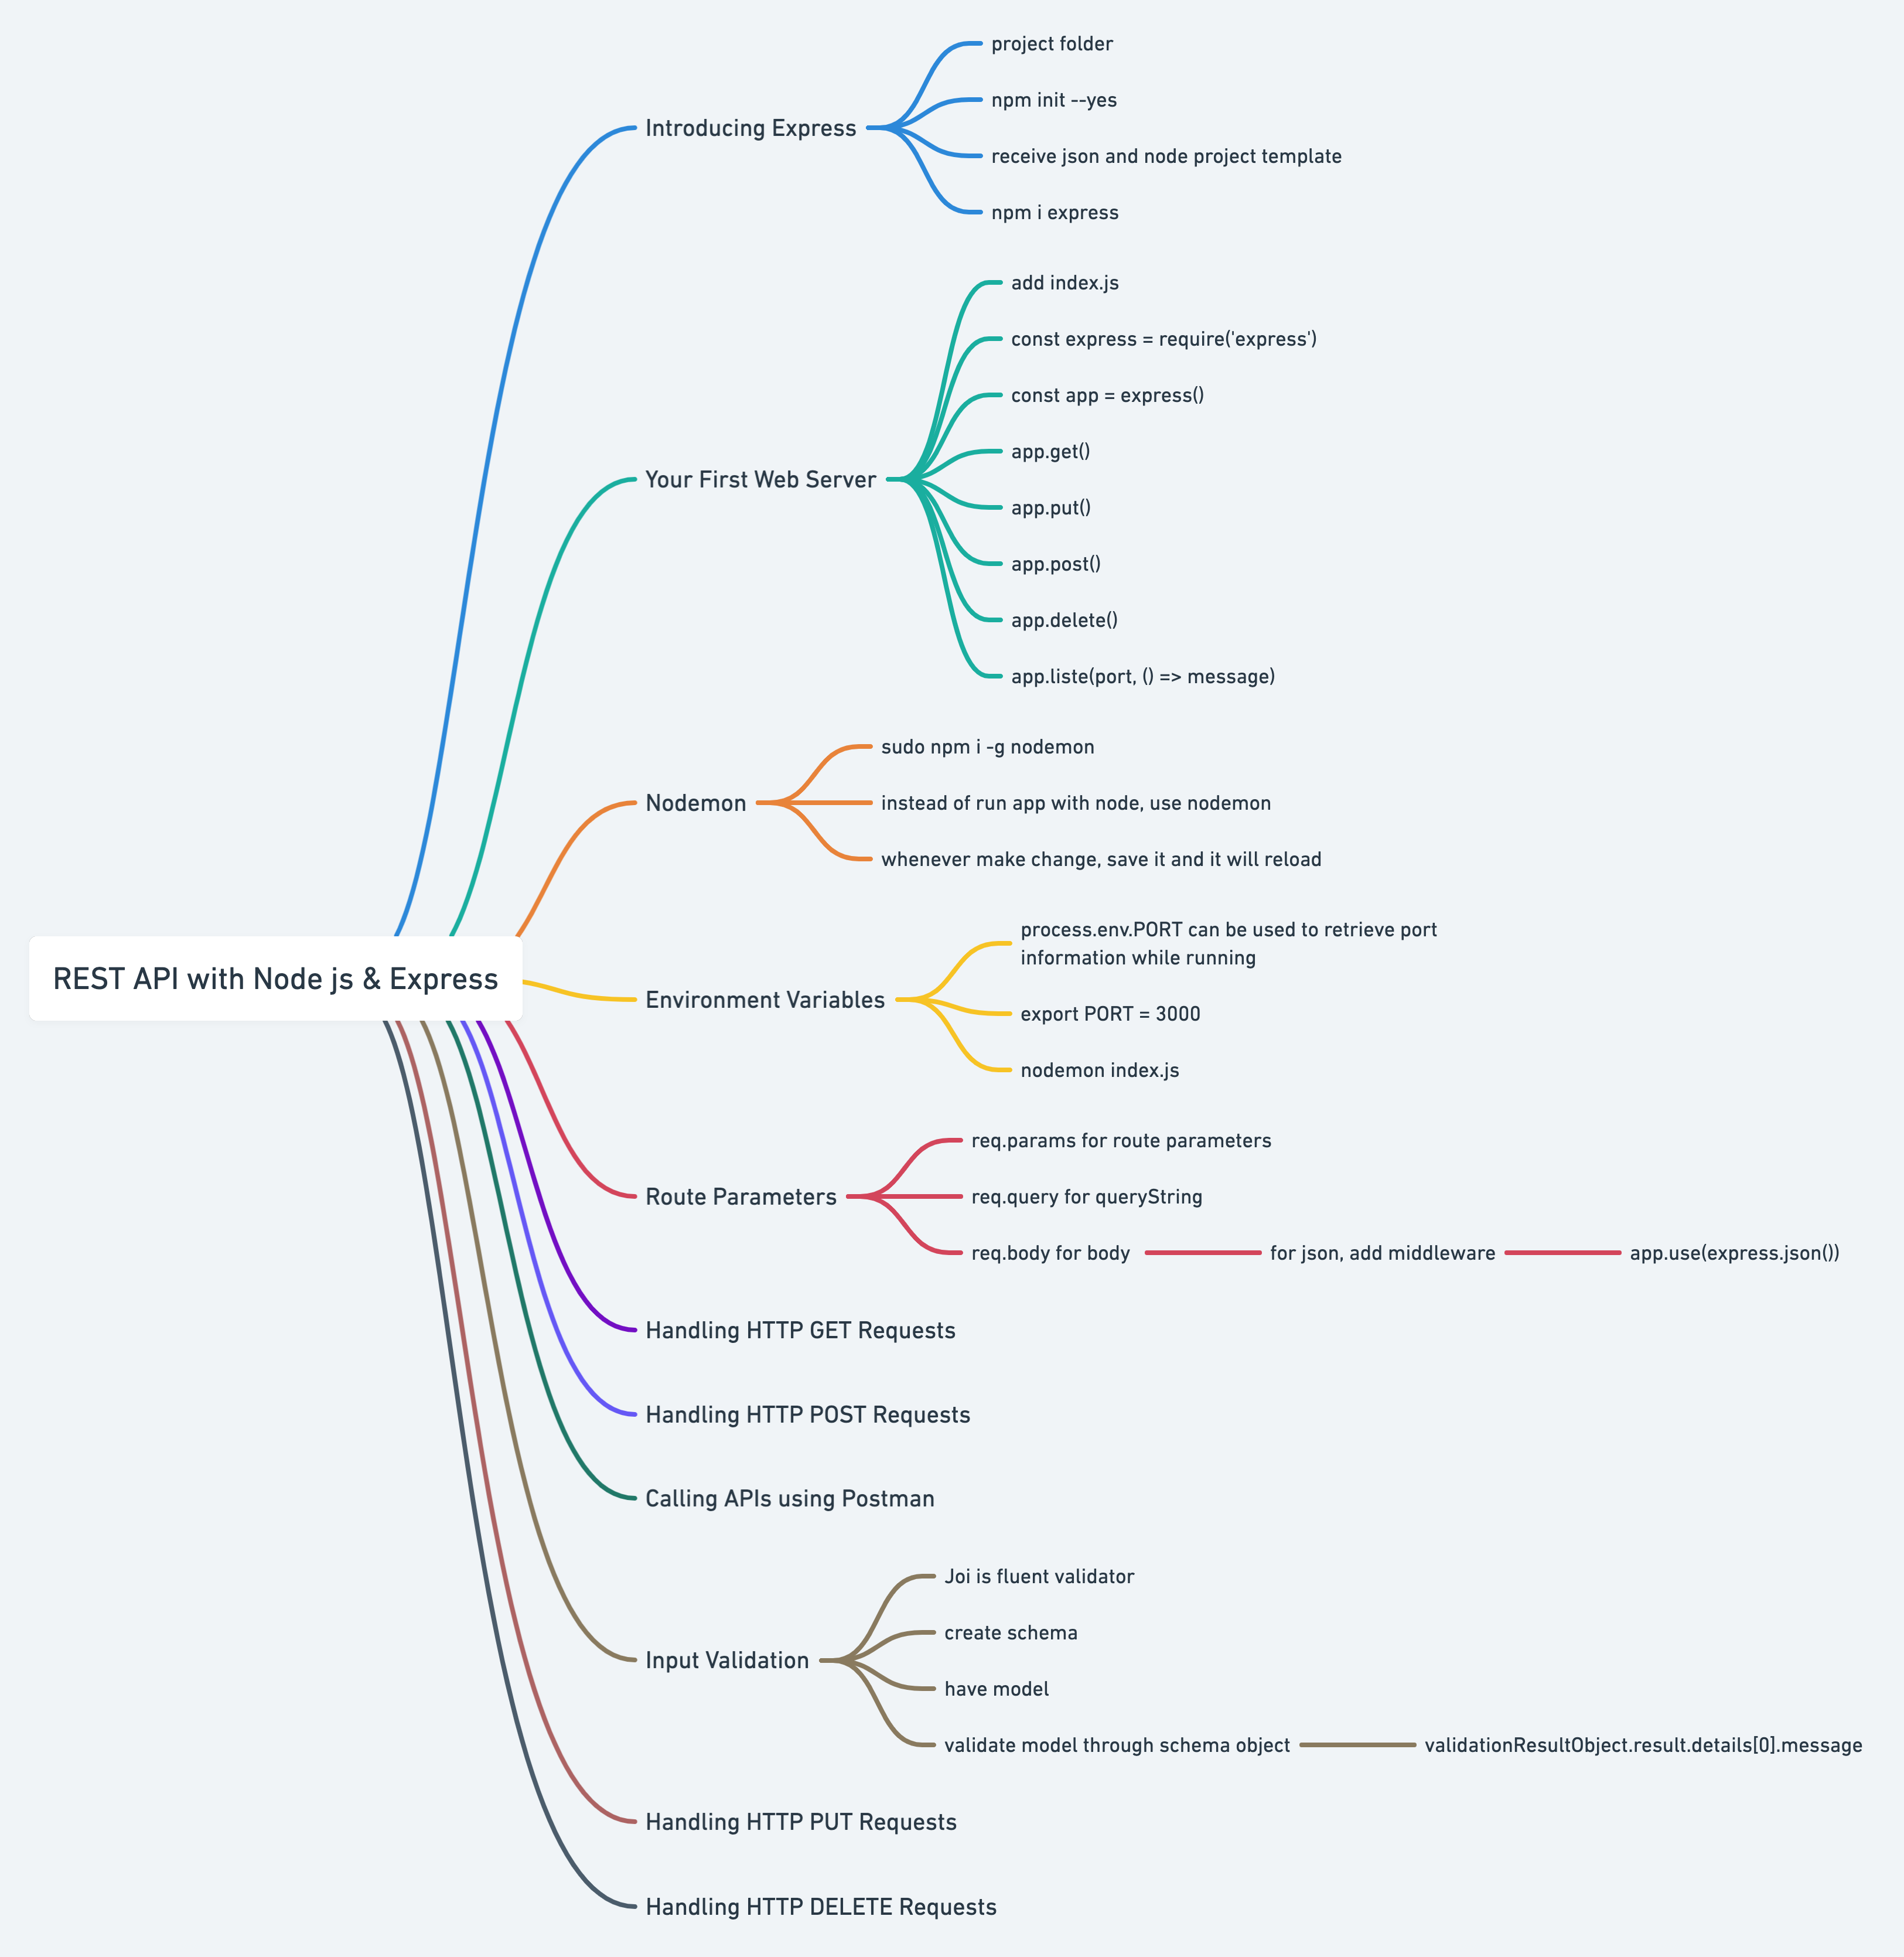 project folder
npm init --yes
Introducing Express
receive json and node project template
npm i express
add index.js
const express = require('express')
const app = express()
app.get()
Your First Web Server
app.put()
app.post()
app.delete()
app.liste(port, () => message)
sudo npm i -g nodemon
Nodemon
instead of run app with node, use nodemon
whenever make change, save it and it will reload
process.env.PORT can be used to retrieve port
information while running
REST API with Node js & Express
Environment Variables
export PORT = 3000
nodemon index.js
req.params for route parameters
Route Parameters
req.query for queryString
req.body for body
for json, add middleware
app.use(express.json())
Handling HTTP GET Requests
Handling HTTP POST Requests
Calling APIs using Postman
Joi is fluent validator
create schema
Input Validation
have model
validate model through schema object
validationResultObject.result.details[0].message
Handling HTTP PUT Requests
Handling HTTP DELETE Requests